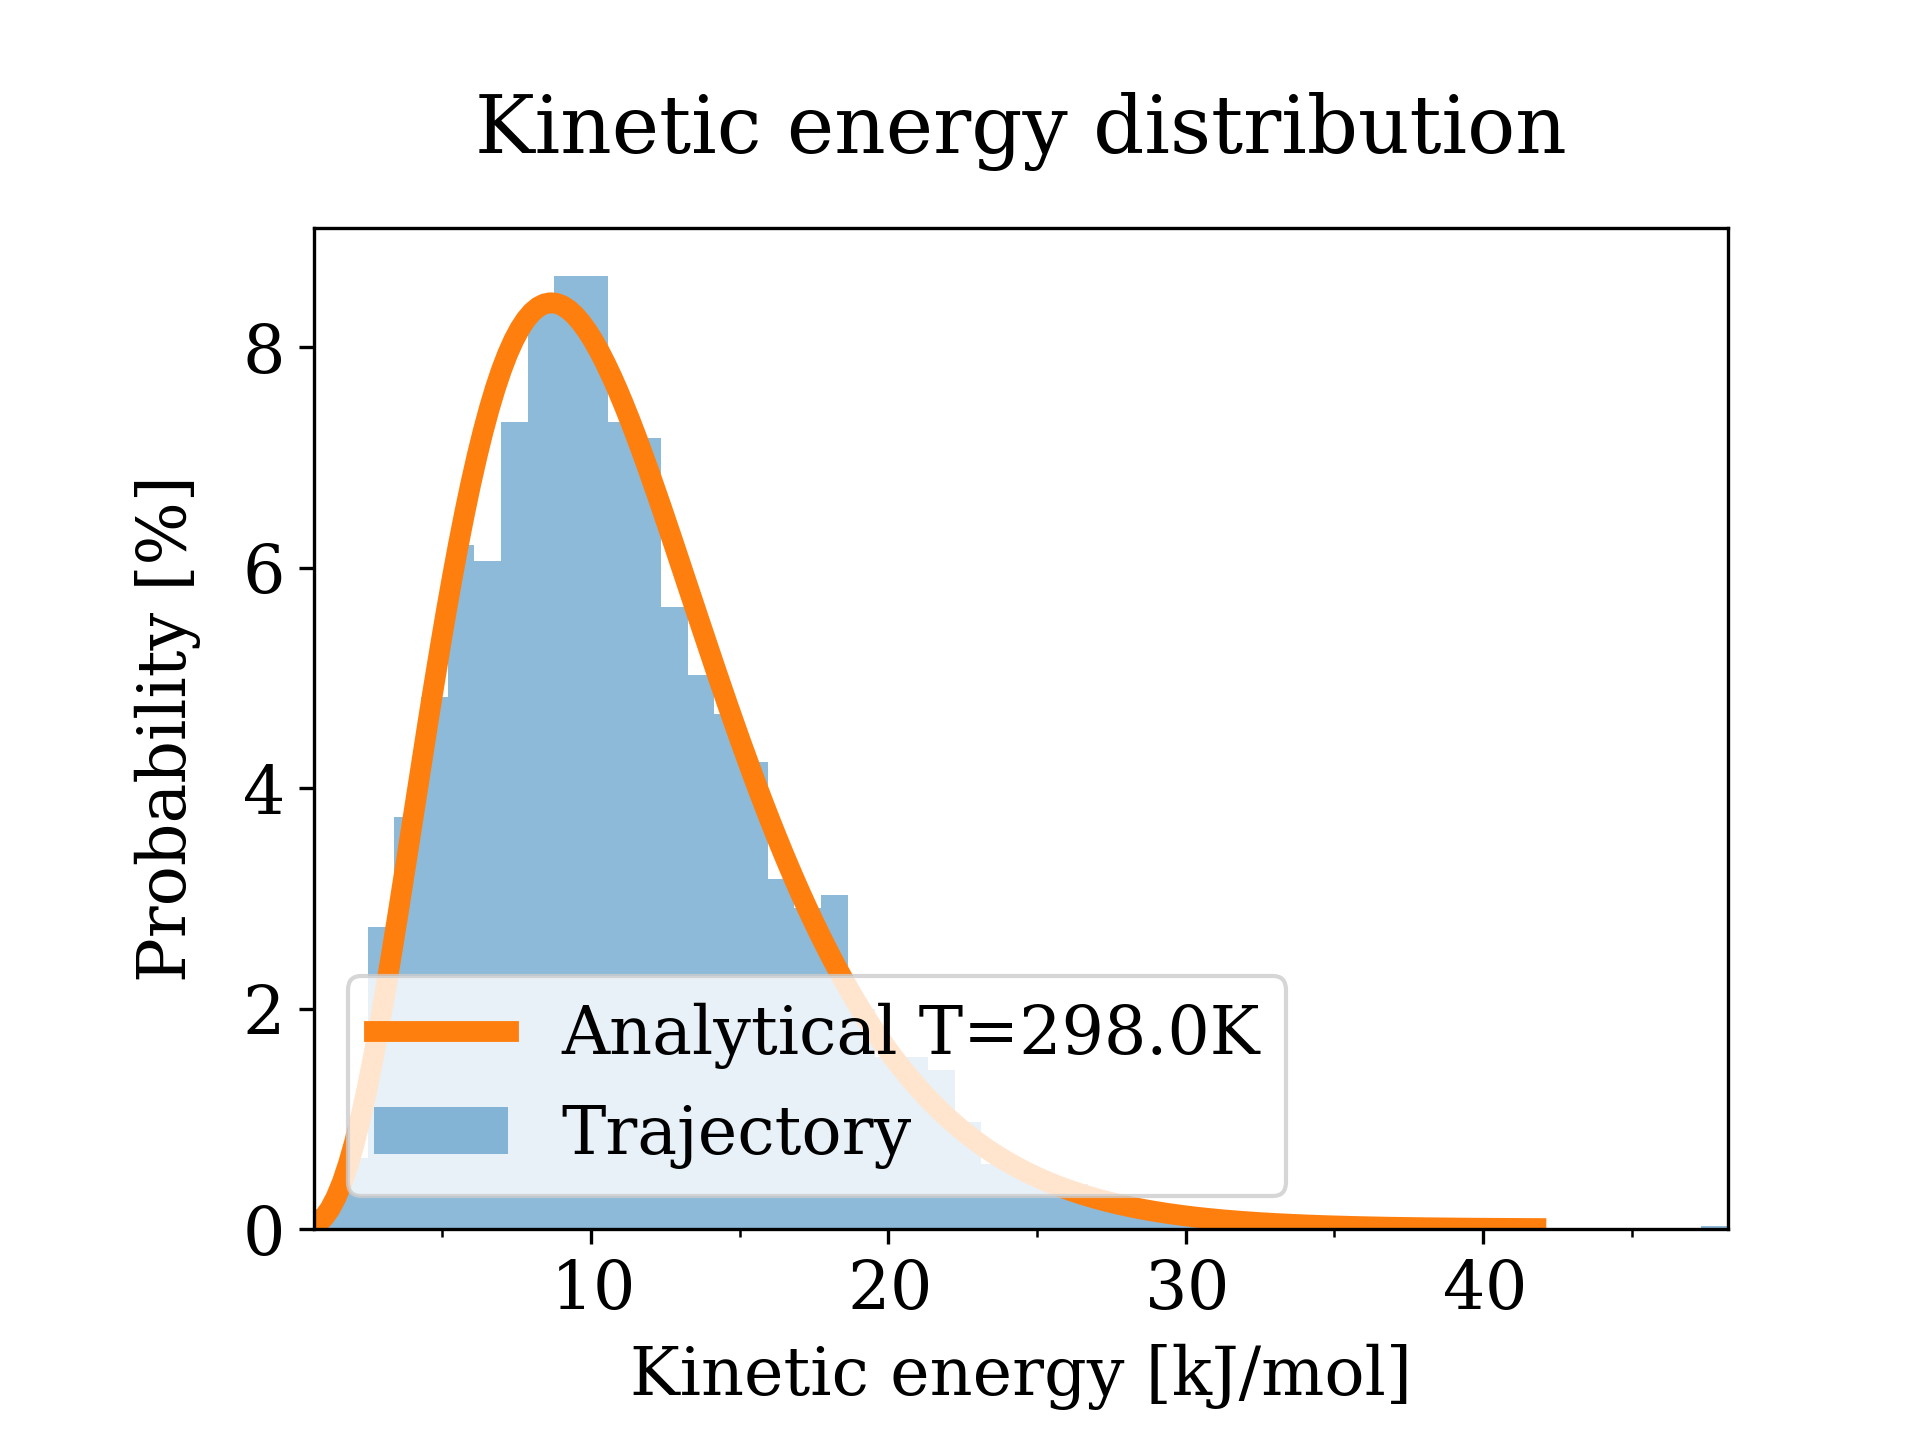 Kinetic energy distribution
Probability [%]
8
6
4
2
0
Analytical T=298.0K
Trajectory
10 20 30 40
Kinetic energy [kJ/mol]